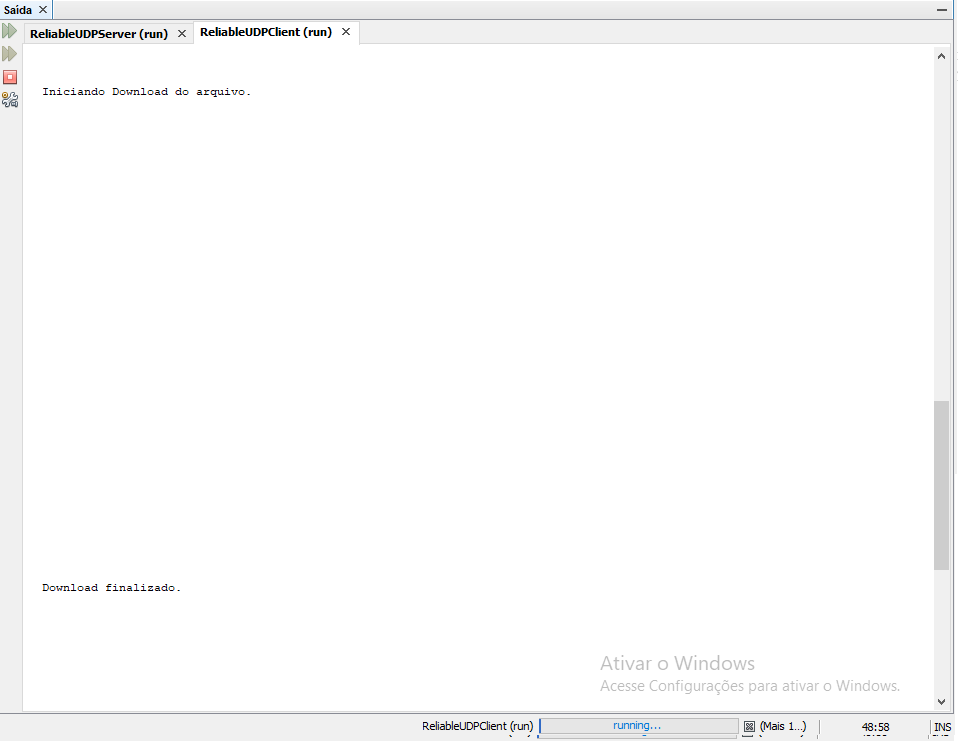 Saída
ReliableUDPServer (run)
ReliableUDPClient (run)
Iniciando Download do arquivo.
Download finalizado.
Ativar o Windows
Acesse Configurações para ativar o Windows.
ReliableUDPClient (run)
running...
(Mais 1...)
48:58
INS